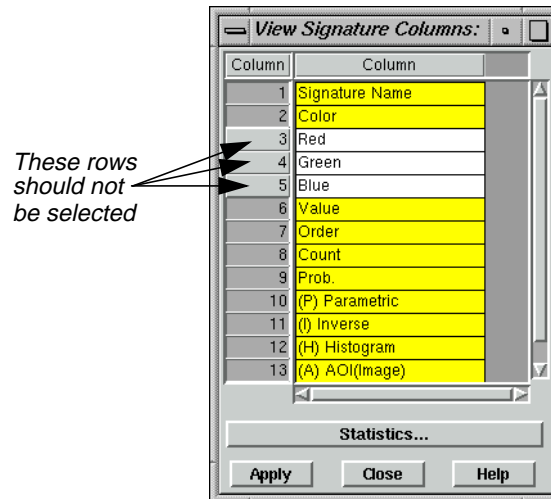 View Signature Columns:
Column Column
1 Signature Name
2 Color
3 Red
4 Green
5 Blue
6 Value
7 Order
8 Count
9 Prob.
10 (P) Parametric
11 (I) Inverse
12 (H) Histogram
13 (A) AOI(Image)
These rows
should not
be selected
Statistics...
Apply Close Help